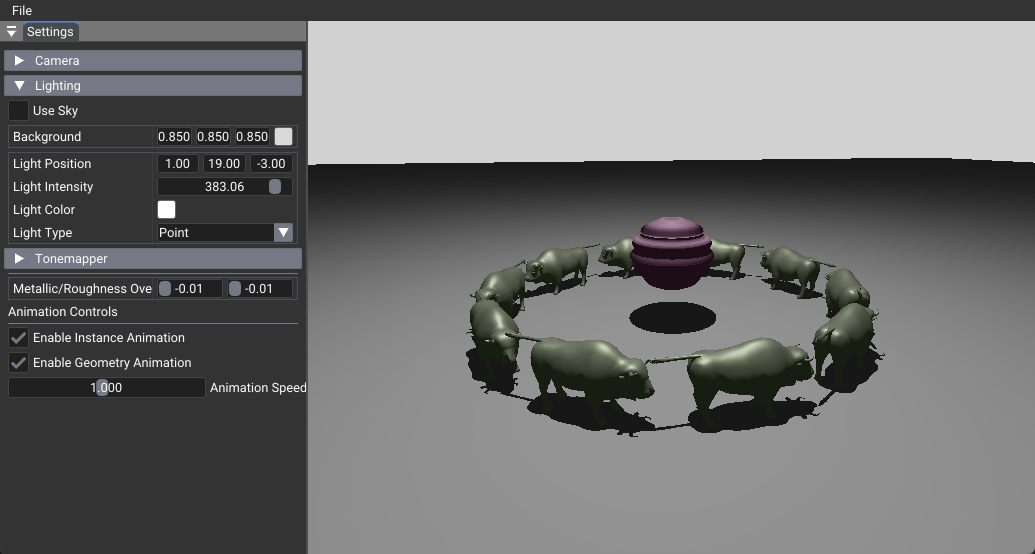 File
Settings
Camera
Lighting
Use Sky
Background 0.850 0.850 0.850
Light Position 1.00 19.00 -3.00
Light Intensity 383.06
Light Color
Light Type Point
Tonemapper
Metallic/Roughness Ove -0.01 -0.01
Animation Controls
Enable Instance Animation
Enable Geometry Animation
1.000 Animation Speed